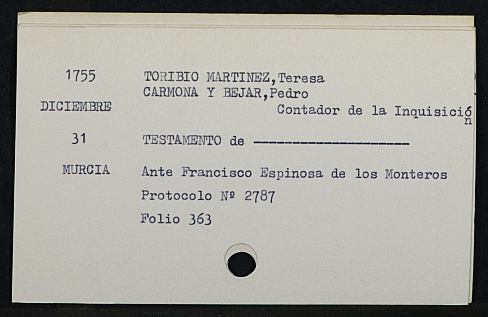 1755 TORIBIO MARTINEZ,Teresa
CARMONA Y BEJAR,Pedro
DICIEMBRE Contador de la Inquisición
31 TESTAMENTO de --------------------
MURCIA Ante Francisco Espinosa de los Monteros
Protocolo Nº 2787
Folio 363